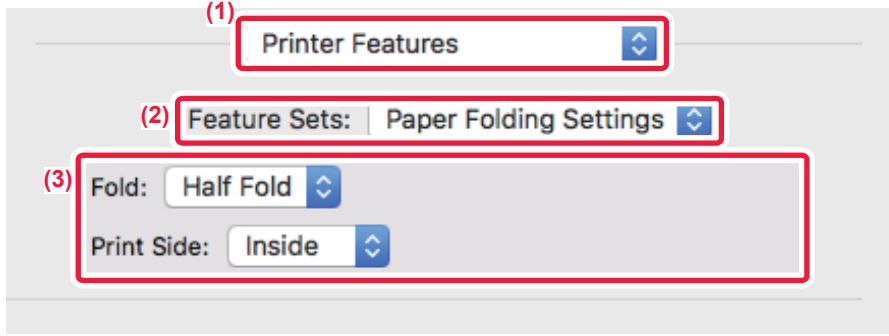 (1)
Printer Features
(2) Feature Sets: Paper Folding Settings
(3)
Fold: Half Fold
Print Side: Inside